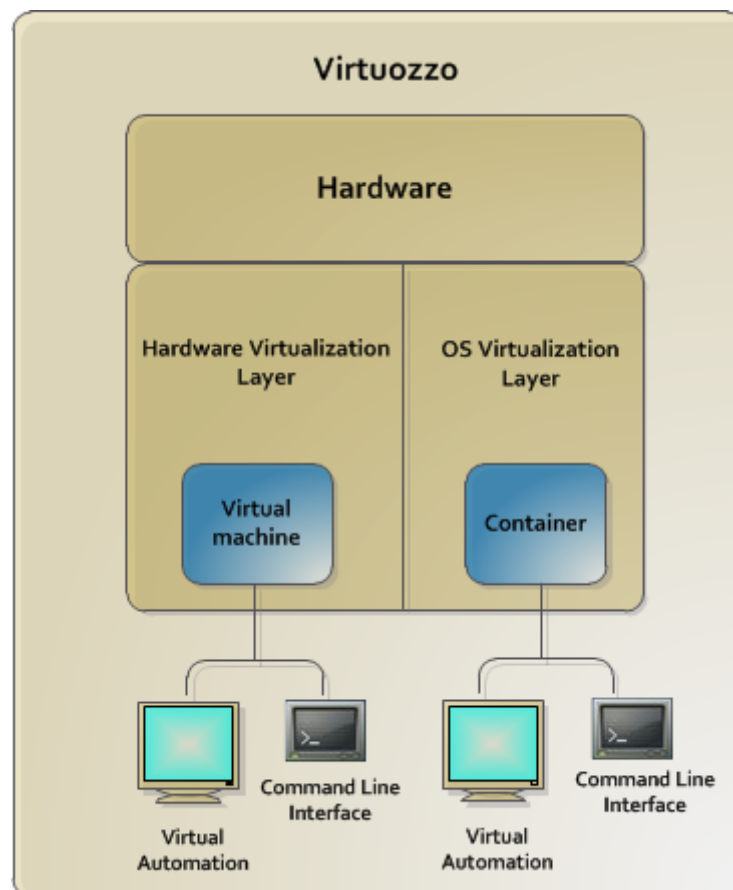 Virtuozzo
Hardware
Hardware Virtualization
Layer
OS Virtualization
Layer
Virtual
machine
Container
Virtual
Automation
Command Line
Interface
Virtual
Automation
Command Line
Interface